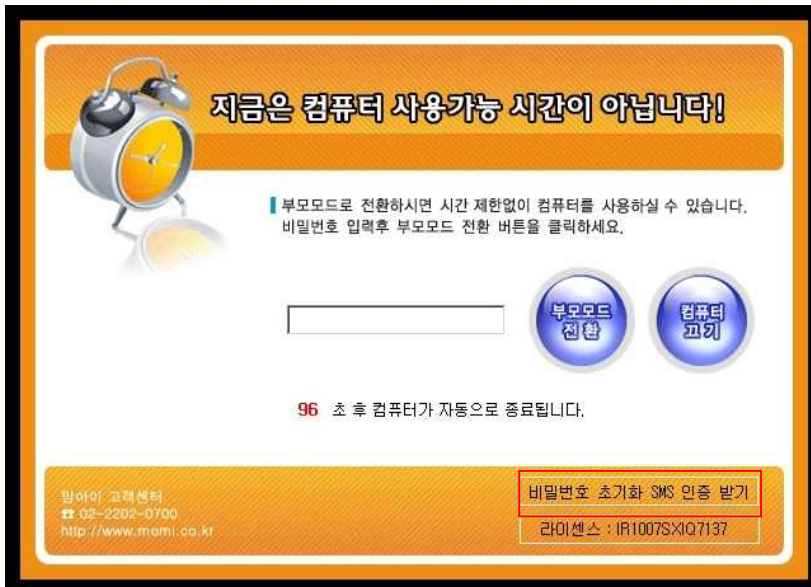 지금은 컴퓨터 사용가능 시간이 아닙니다!
부모모드로 전환하시면 시간 제한없이 컴퓨터를 사용하실 수 있습니다.
비밀번호 입력후 부모모드 전환 버튼을 클릭하세요.
부모모드
전환
컴퓨터
끄기
96 초 후 컴퓨터가 자동으로 종료됩니다.
맘아이 고객센터
☎ 02-2202-0700
http://www.momi.co.kr
비밀번호 초기화 SMS 인증 받기
라이센스 : IR1007SXIQ7137